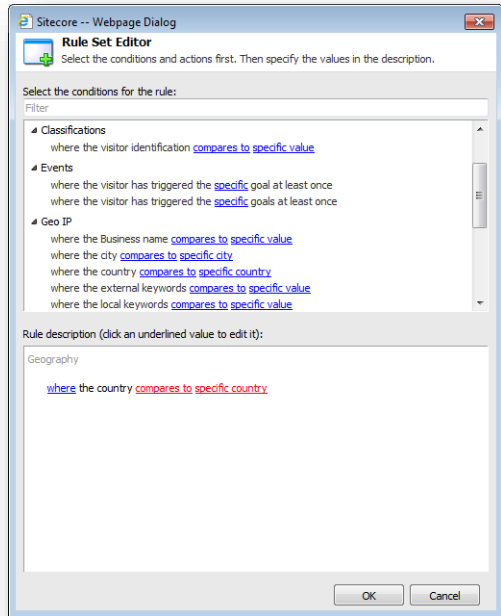 Sitecore -- Webpage Dialog
Rule Set Editor
Select the conditions and actions first. Then specify the values in the description.
Select the conditions for the rule:
Filter
Classifications
where the visitor identification compares to specific value
Events
where the visitor has triggered the specific goal at least once
where the visitor has triggered the specific goals at least once
Geo IP
where the Business name compares to specific value
where the city compares to specific city
where the country compares to specific country
where the external keywords compares to specific value
where the local keywords compares to specific value
Rule description (click an underlined value to edit it):
Geography
where the country compares to specific country
OK Cancel